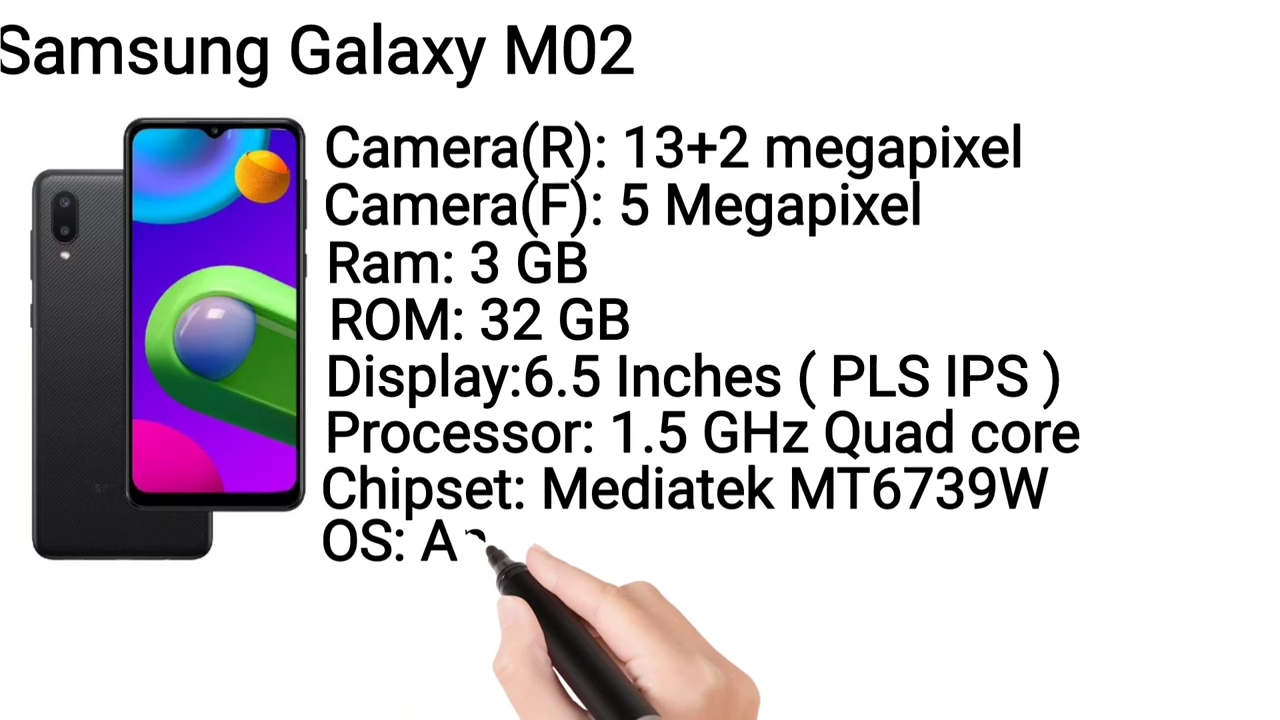 Samsung Galaxy M02
Camera(R): 13+2 megapixel
Camera(F): 5 Megapixel
Ram: 3 GB
ROM: 32 GB
Display:6.5 Inches ( PLS IPS )
Processor: 1.5 GHz Quad core
Chipset: Mediatek MT6739W
OS: A